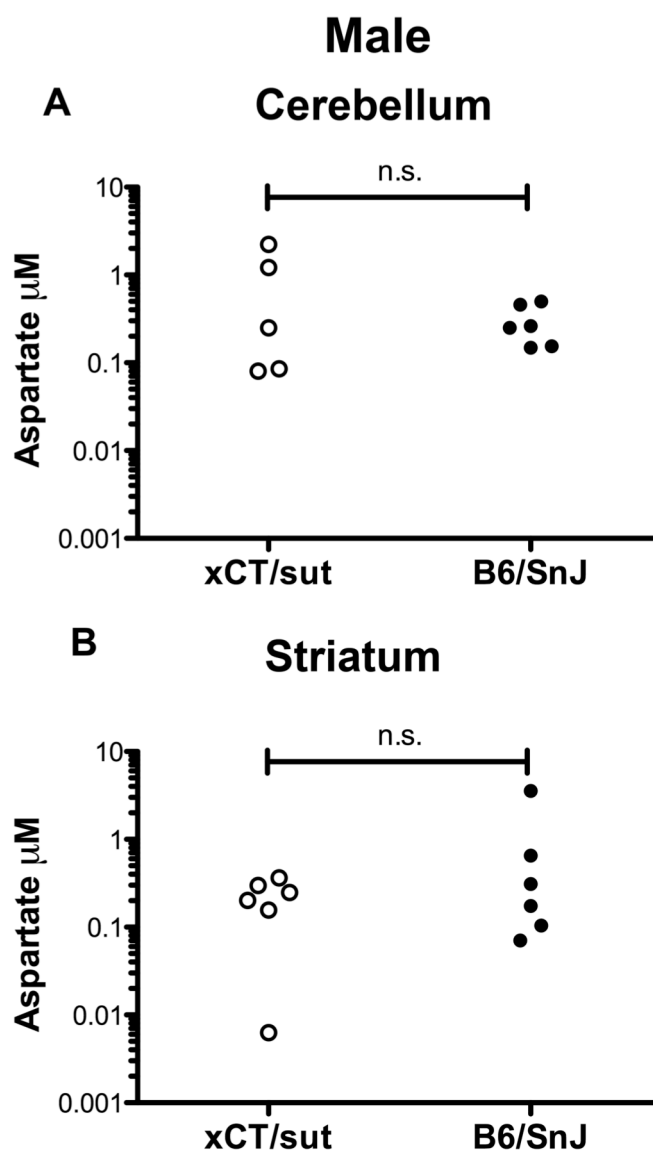 Male
A
Cerebellum
n.s.
10
1
0.1
0.01
0.001
Aspartate μM
xCT/sut
B6/SnJ
B
Striatum
n.s.
10
1
0.1
0.01
0.001
Aspartate μM
xCT/sut
B6/SnJ